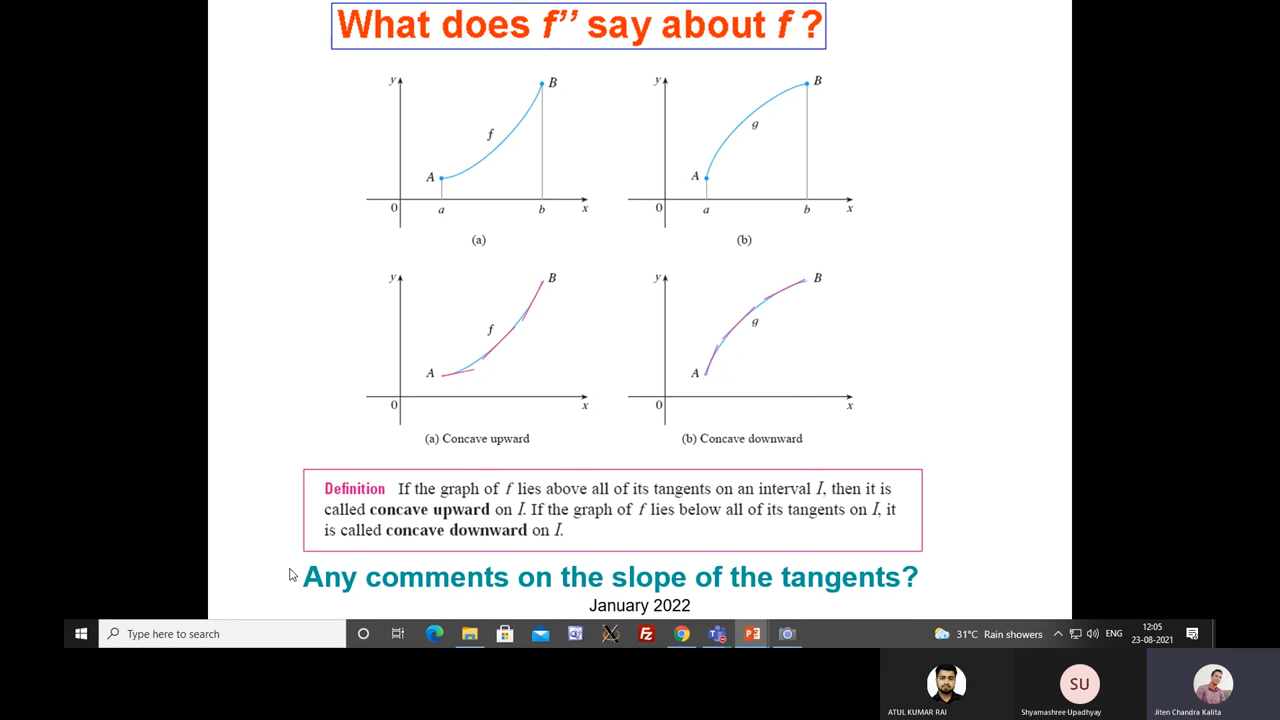 What does f’’ say about f ?
y B y B
f g
A A
0 a b x 0 a b x
(a) (b)
y B y B
f g
A A
0 x 0 x
(a) Concave upward (b) Concave downward
Definition If the graph of f lies above all of its tangents on an interval I, then it is
called concave upward on I. If the graph of f lies below all of its tangents on I, it
is called concave downward on I.
Any comments on the slope of the tangents?
January 2022
Type here to search 31°C Rain showers ENG 12:05
23-08-2021
SU
ATUL KUMAR RAI Shyamashree Upadhyay Jiten Chandra Kalita